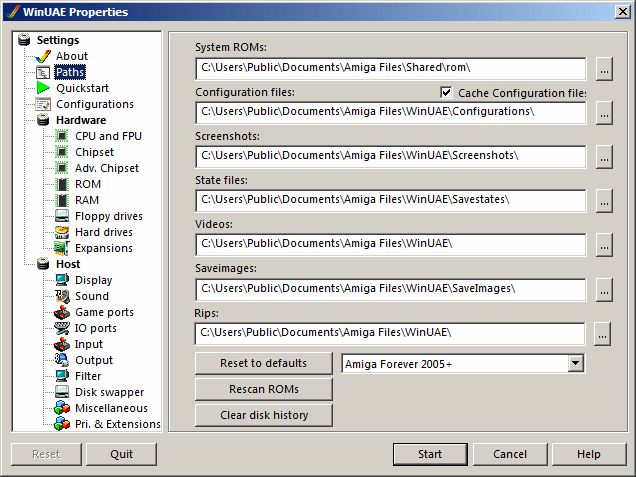 WinUAE Properties
Settings
About
Paths
Quickstart
Configurations
Hardware
CPU and FPU
Chipset
Adv. Chipset
ROM
RAM
Floppy drives
Hard drives
Expansions
Host
Display
Sound
Game ports
IO ports
Input
Output
Filter
Disk swapper
Miscellaneous
Pri. & Extensions
System ROMs:
C:\Users\Public\Documents\Amiga Files\Shared\rom\
...
Configuration files:
Cache Configuration files
C:\Users\Public\Documents\Amiga Files\WinUAE\Configurations\
...
Screenshots:
C:\Users\Public\Documents\Amiga Files\WinUAE\Screenshots\
...
State files:
C:\Users\Public\Documents\Amiga Files\WinUAE\Savestates\
...
Videos:
C:\Users\Public\Documents\Amiga Files\WinUAE\
...
Saveimages:
C:\Users\Public\Documents\Amiga Files\WinUAE\SaveImages\
...
Rips:
C:\Users\Public\Documents\Amiga Files\WinUAE\
...
Reset to defaults
Amiga Forever 2005+
Rescan ROMs
Clear disk history
Reset
Quit
Start
Cancel
Help